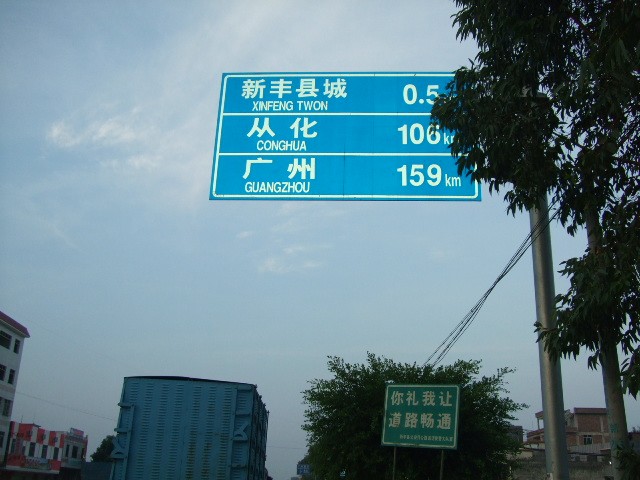 新丰县城 0.5
XINFENG TWON
从化 106km
CONGHUA
广州 159km
GUANGZHOU
你礼我让
道路畅通